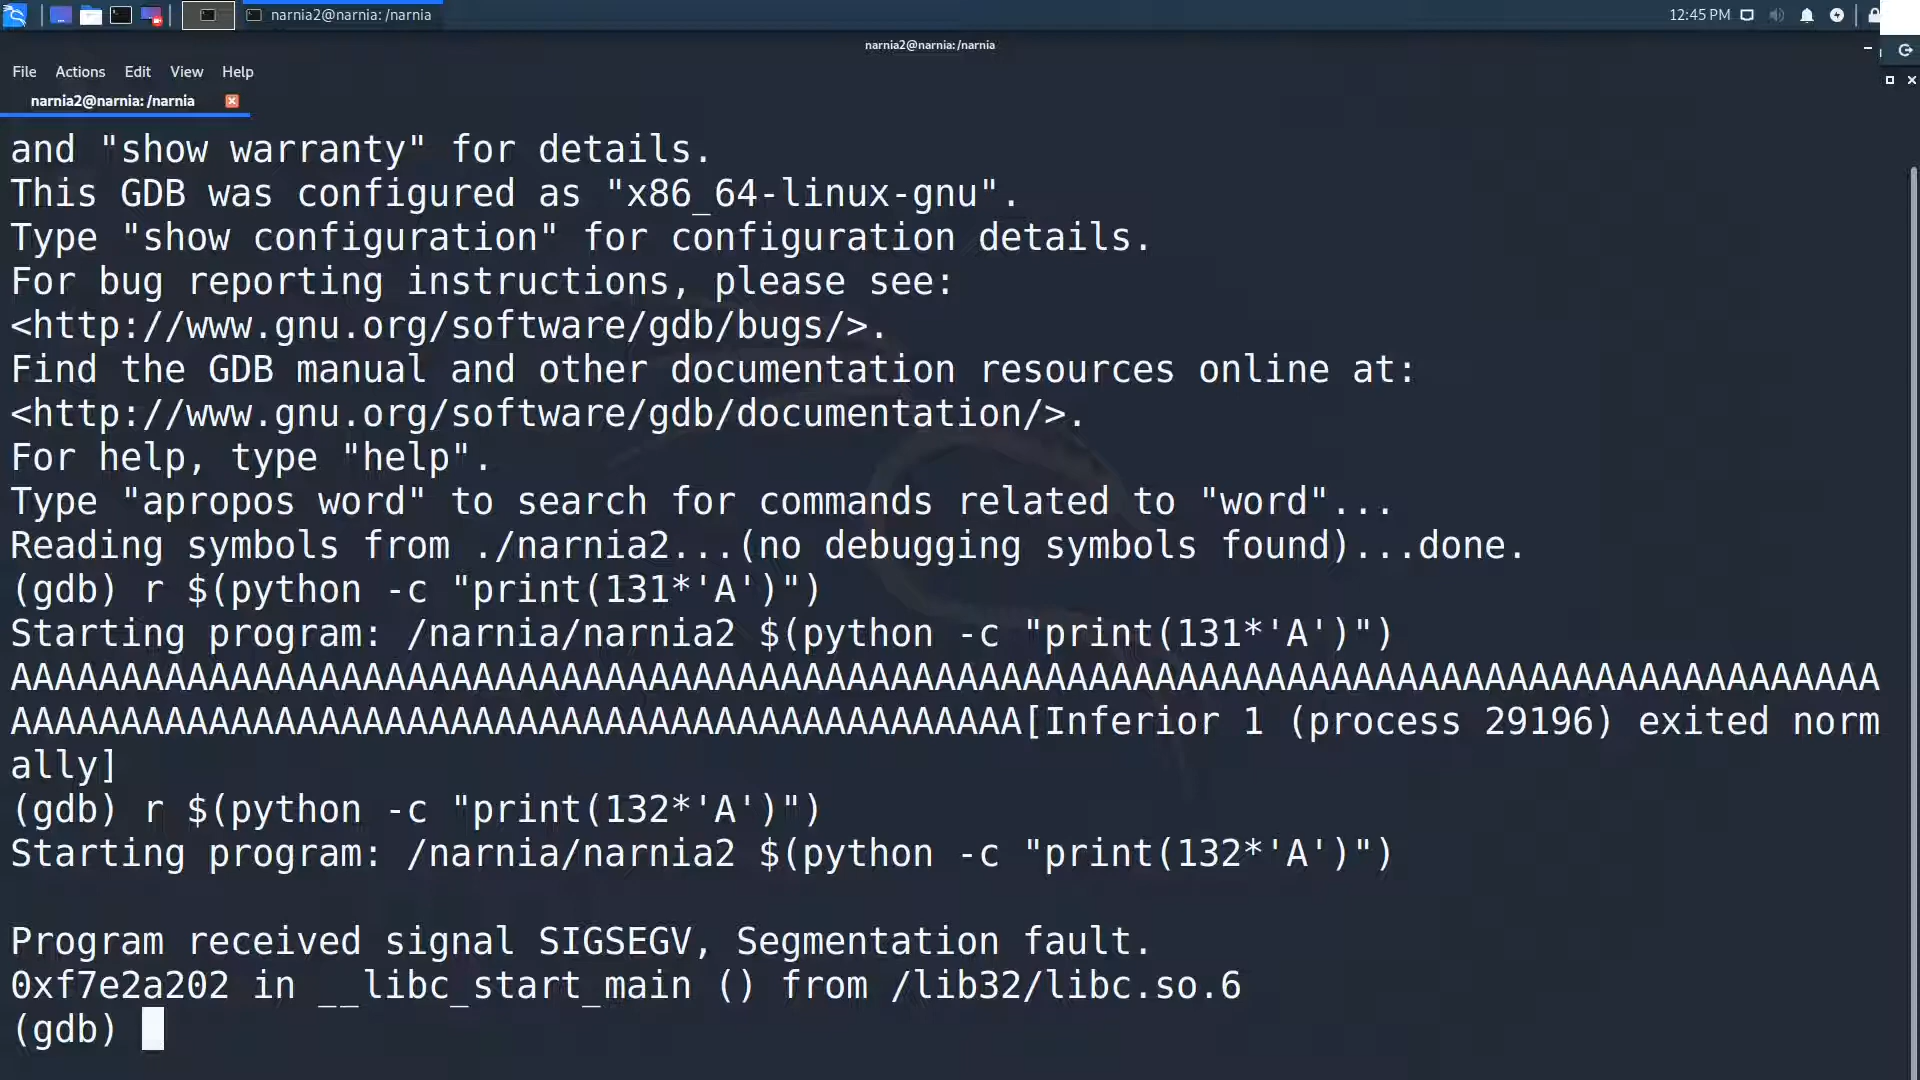 narnia2@narnia: /narnia
12:45 PM
narnia2@narnia: /narnia
File Actions Edit View Help
narnia2@narnia: /narnia
and "show warranty" for details.
This GDB was configured as "x86_64-linux-gnu".
Type "show configuration" for configuration details.
For bug reporting instructions, please see:
<http://www.gnu.org/software/gdb/bugs/>.
Find the GDB manual and other documentation resources online at:
<http://www.gnu.org/software/gdb/documentation/>.
For help, type "help".
Type "apropos word" to search for commands related to "word"...
Reading symbols from ./narnia2...(no debugging symbols found)...done.
(gdb) r $(python -c "print(131*'A')")
Starting program: /narnia/narnia2 $(python -c "print(131*'A')")
AAAAAAAAAAAAAAAAAAAAAAAAAAAAAAAAAAAAAAAAAAAAAAAAAAAAAAAAAAAAAAAAAAAAAAAAAAAAAAAAAAAAA
AAAAAAAAAAAAAAAAAAAAAAAAAAAAAAAAAAAAAAAAAAAAAA[Inferior 1 (process 29196) exited norm
ally]
(gdb) r $(python -c "print(132*'A')")
Starting program: /narnia/narnia2 $(python -c "print(132*'A')")
Program received signal SIGSEGV, Segmentation fault.
0xf7e2a202 in __libc_start_main () from /lib32/libc.so.6
(gdb)